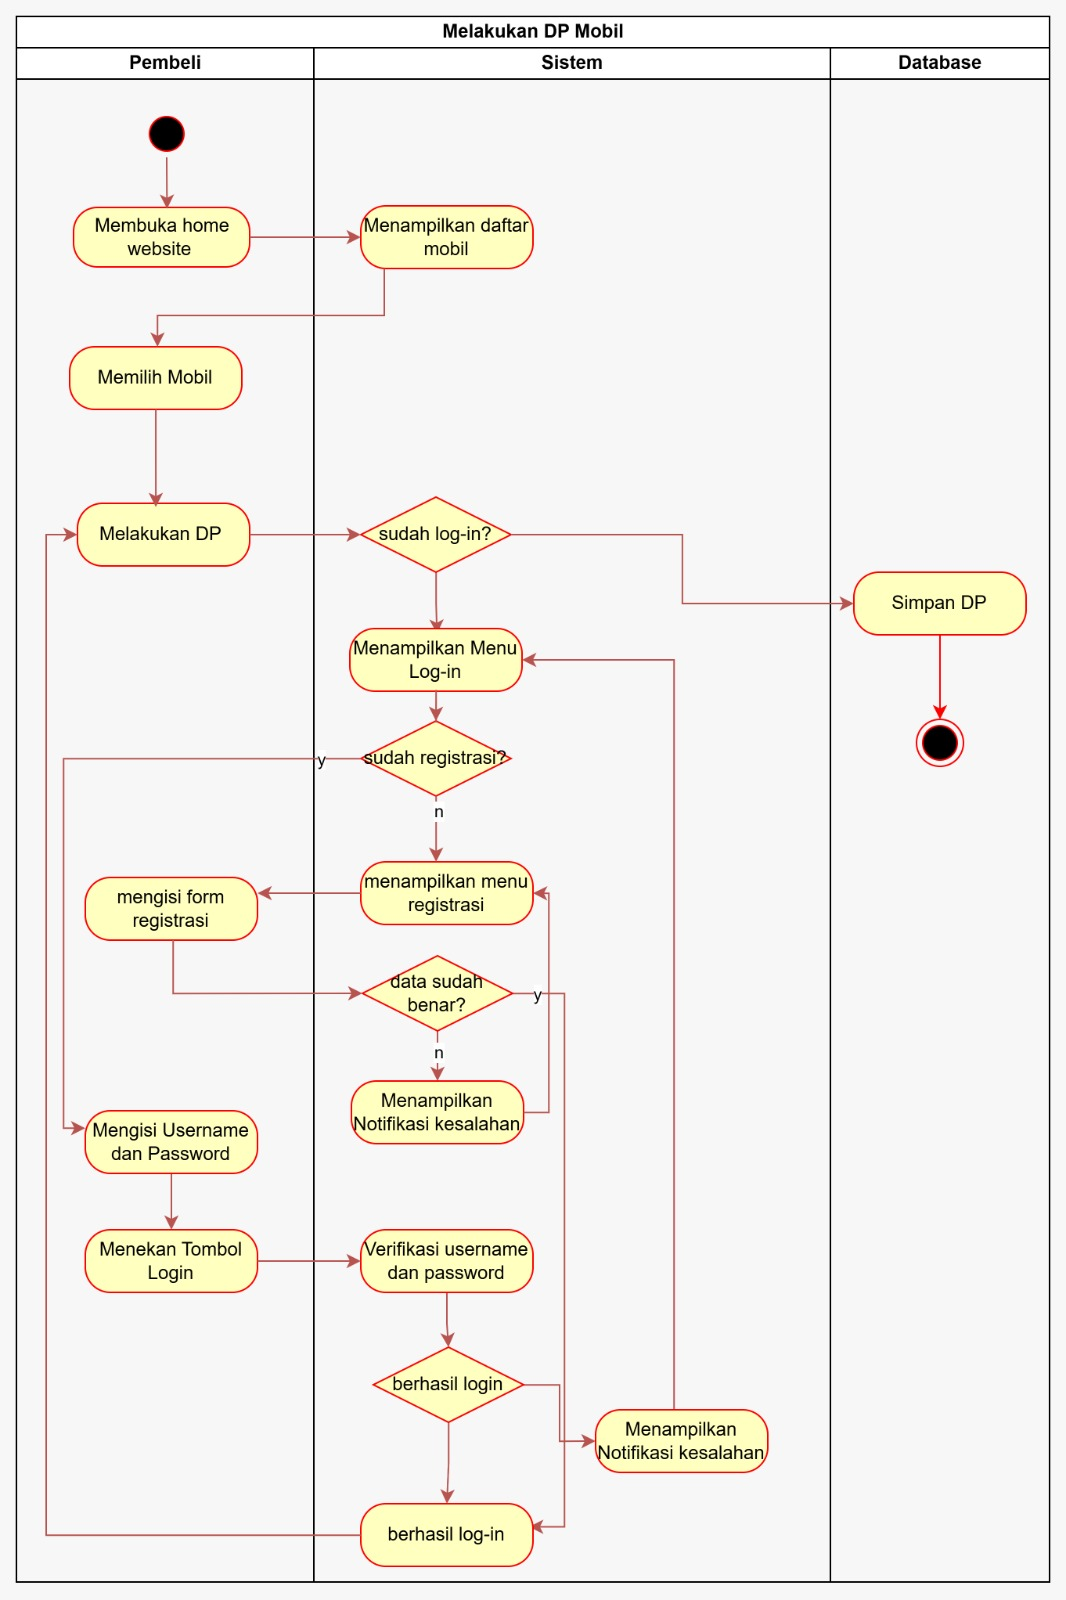 Melakukan DP Mobil
Pembeli
Sistem
Database
Membuka home
website
Menampilkan daftar
mobil
Memilih Mobil
Melakukan DP
sudah log-in?
Simpan DP
Menampilkan Menu
Log-in
sudah registrasi?
y
n
menampilkan menu
registrasi
mengisi form
registrasi
data sudah
benar?
y
n
Menampilkan
Notifikasi kesalahan
Mengisi Username
dan Password
Menekan Tombol
Login
Verifikasi username
dan password
berhasil login
Menampilkan
Notifikasi kesalahan
berhasil log-in